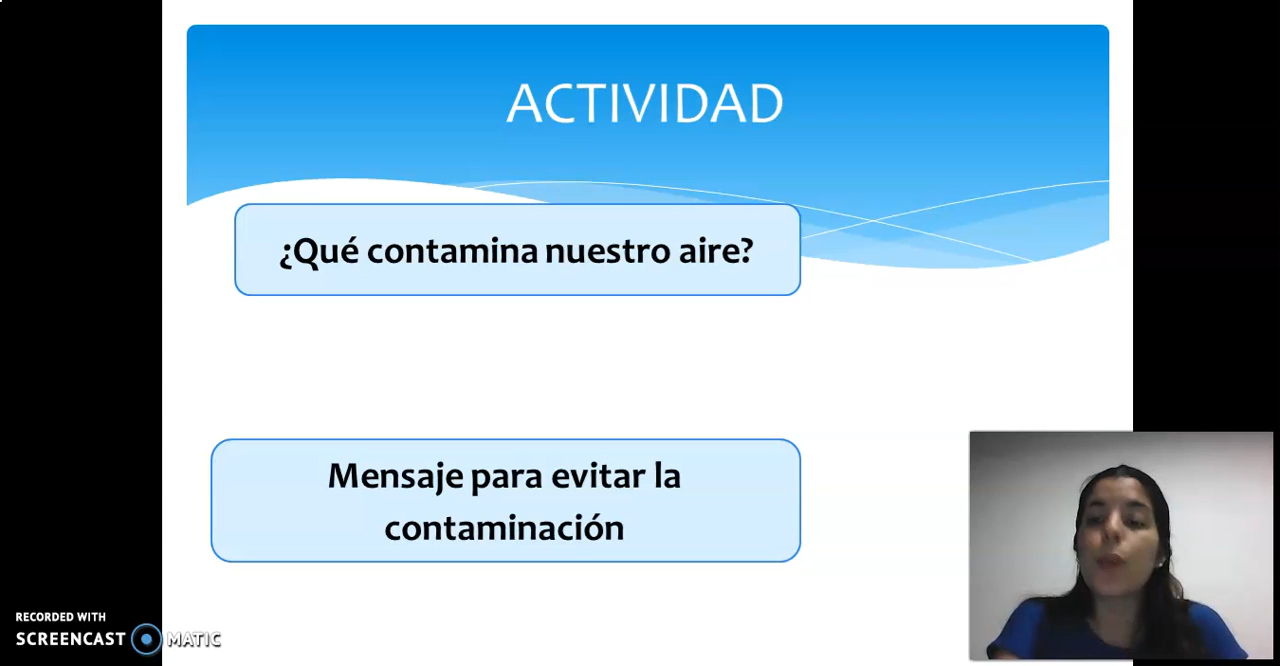 ACTIVIDAD
¿Qué contamina nuestro aire?
Mensaje para evitar la
contaminación
RECORDED WITH
SCREENCAST MATIC